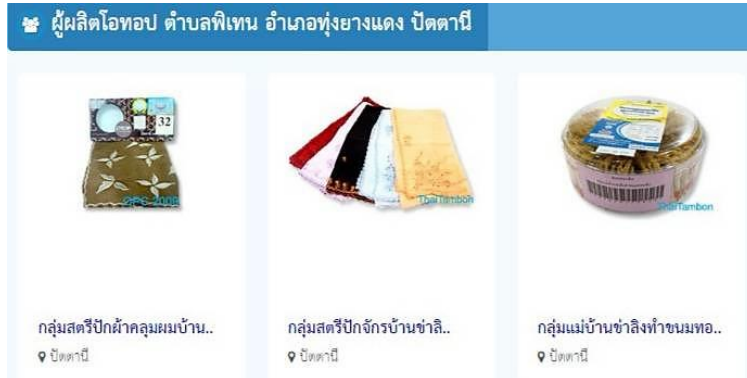 ผู้ผลิตโอทอป ตำบลพิเทน อำเภอทุ่งยางแดง ปัตตานี
32
OPC 2006
ThaiTambon
ThaiTambon
กลุ่มสตรีปักผ้าคลุมผมบ้าน..
กลุ่มสตรีปักจักรบ้านข่าลิ..
กลุ่มแม่บ้านข่าลิงทำขนมทอ..
ปัตตานี
ปัตตานี
ปัตตานี